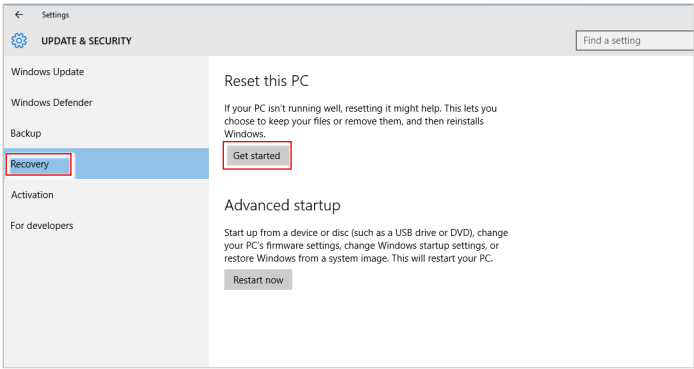 Settings
UPDATE & SECURITY
Find a setting
Windows Update
Windows Defender
Backup
Recovery
Activation
For developers
Reset this PC
If your PC isn't running well, resetting it might help. This lets you
choose to keep your files or remove them, and then reinstalls
Windows.
Get started
Advanced startup
Start up from a device or disc (such as a USB drive or DVD), change
your PC's firmware settings, change Windows startup settings, or
restore Windows from a system image. This will restart your PC.
Restart now